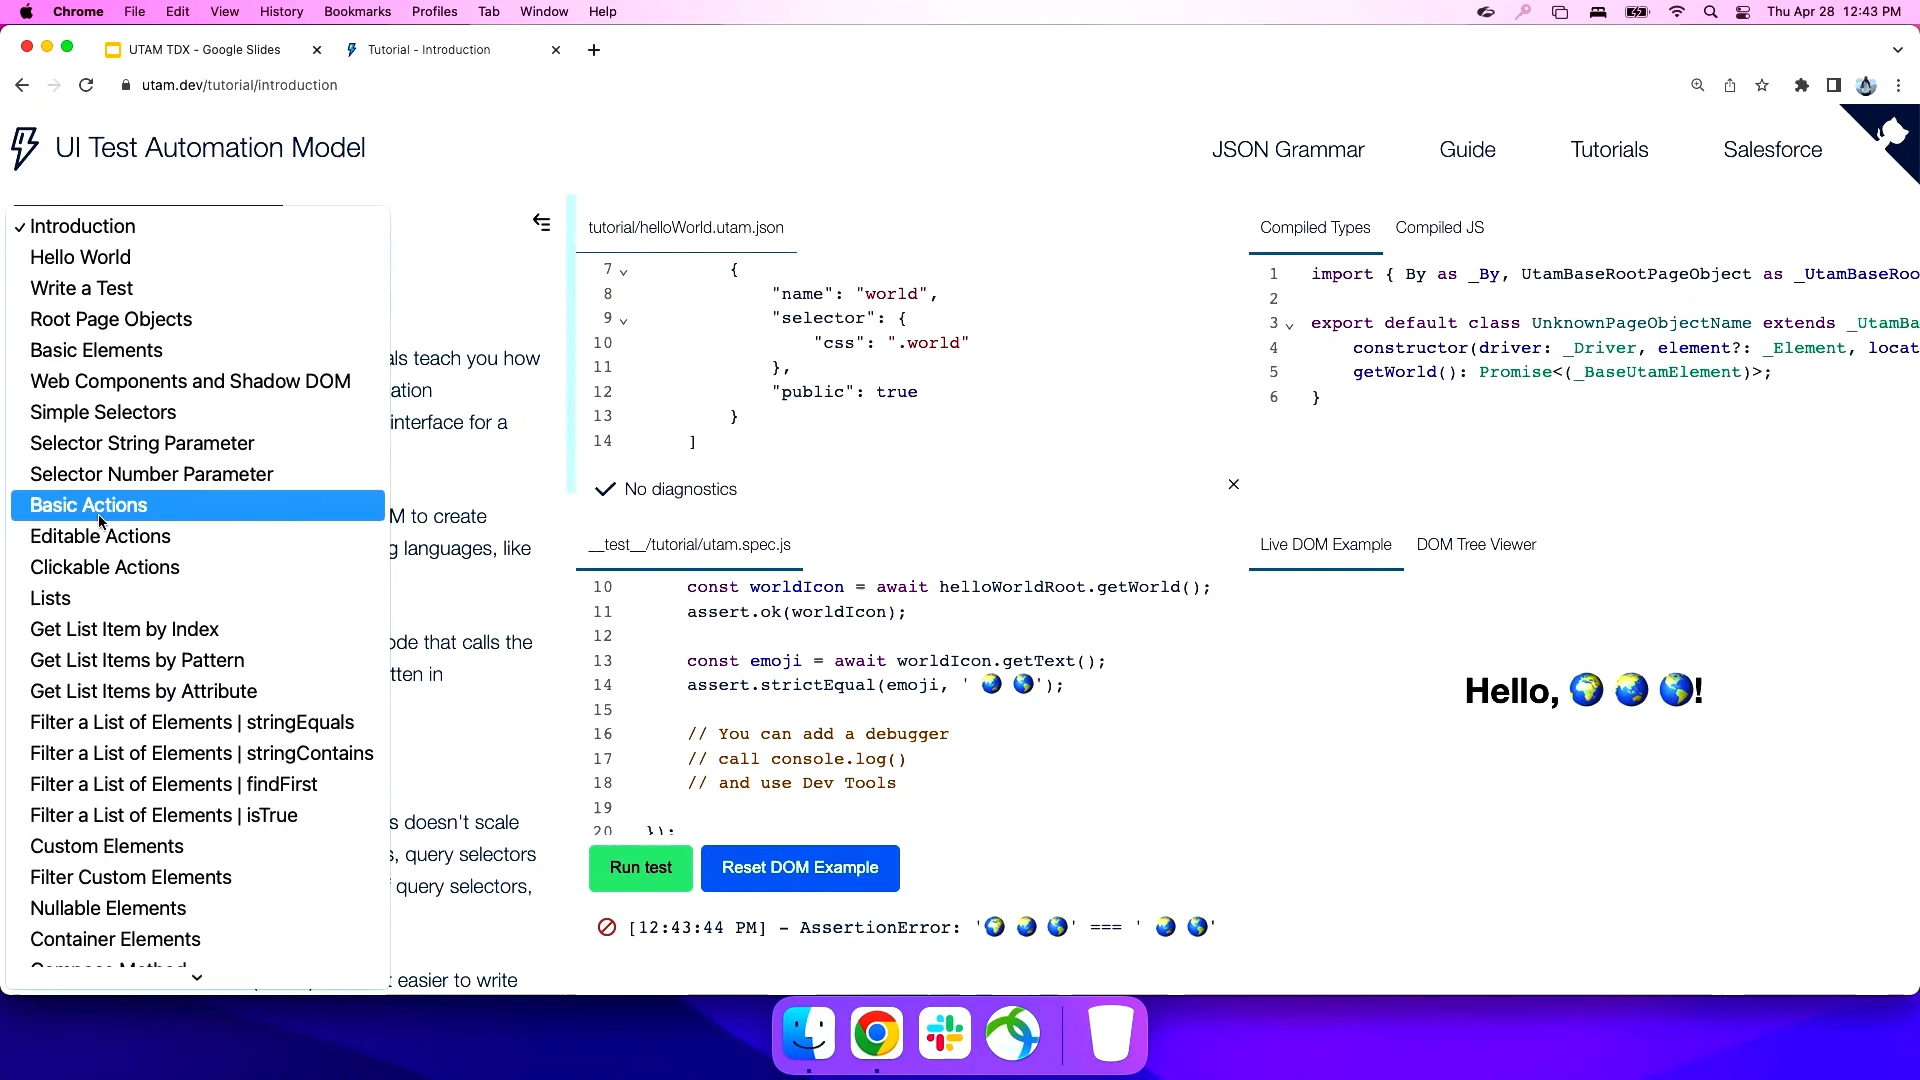 Chrome File Edit View History Bookmarks Profiles Tab Window Help Thu Apr 28 12:43 PM
UTAM TDX - Google Slides Tutorial - Introduction
utam.dev/tutorial/introduction
UI Test Automation Model JSON Grammar Guide Tutorials Salesforce
✓ Introduction
Hello World
Write a Test
Root Page Objects
Basic Elements
Web Components and Shadow DOM
Simple Selectors
Selector String Parameter
Selector Number Parameter
Basic Actions
Editable Actions
Clickable Actions
Lists
Get List Item by Index
Get List Items by Pattern
Get List Items by Attribute
Filter a List of Elements | stringEquals
Filter a List of Elements | stringContains
Filter a List of Elements | findFirst
Filter a List of Elements | isTrue
Custom Elements
Filter Custom Elements
Nullable Elements
Container Elements
teach you how
interface for a
to create
languages, like
that calls the
doesn't scale
query selectors
query selectors,
easier to write
tutorial/helloWorld.utam.json
7 {
8 "name": "world",
9 "selector": {
10 "css": ".world"
11 },
12 "public": true
13 }
14 ]
No diagnostics
__test__/tutorial/utam.spec.js
10 const worldIcon = await helloWorldRoot.getWorld();
11 assert.ok(worldIcon);
12
13 const emoji = await worldIcon.getText();
14 assert.strictEqual(emoji, ' 🌏 🌎');
15
16 // You can add a debugger
17 // call console.log()
18 // and use Dev Tools
19
20 });
Run test Reset DOM Example
[12:43:44 PM] - AssertionError: '🌍 🌏 🌎' === ' 🌏 🌎'
Compiled Types Compiled JS
1 import { By as _By, UtamBaseRootPageObject as _UtamBaseRoo
2
3 export default class UnknownPageObjectName extends _UtamBa
4 constructor(driver: _Driver, element?: _Element, locat
5 getWorld(): Promise<(_BaseUtamElement)>;
6 }
Live DOM Example DOM Tree Viewer
Hello, 🌍 🌏 🌎!